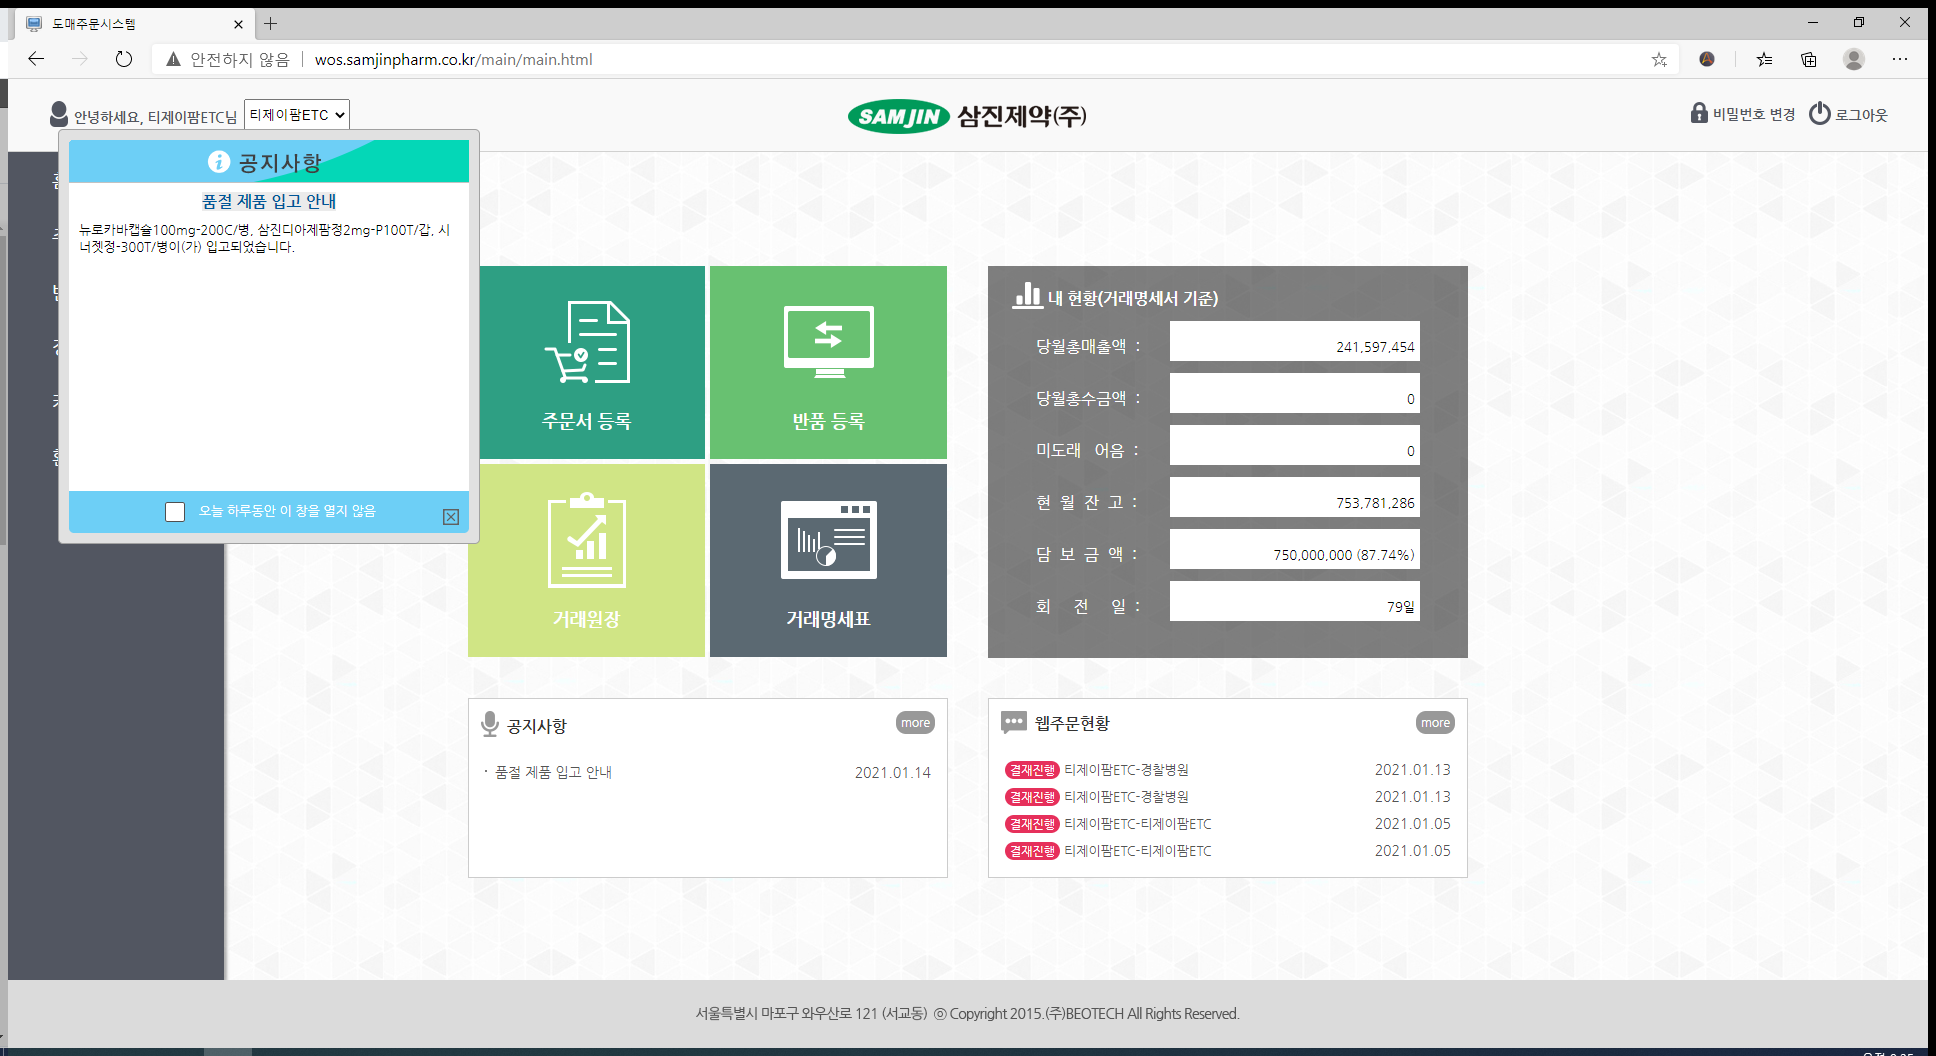 도매주문시스템
안전하지 않음
wos.samjinpharm.co.kr/main/main.html
안녕하세요, 티제이팜ETC님
티제이팜ETC
SAMJIN 삼진제약(주)
비밀번호 변경
로그아웃
공지사항
품절 제품 입고 안내
뉴로카바캡슐100mg-200C/병, 삼진디아제팜정2mg-P100T/갑, 시
너젯정-300T/병이(가) 입고되었습니다.
오늘 하루동안 이 창을 열지 않음
주문서 등록
반품 등록
거래원장
거래명세표
내 현황(거래명세서 기준)
당월총매출액 : 241,597,454
당월총수금액 : 0
미도래 어음 : 0
현 월 잔 고 : 753,781,286
담 보 금 액 : 750,000,000 (87.74%)
회 전 일 : 79일
공지사항
more
· 품절 제품 입고 안내 2021.01.14
웹주문현황
more
결재진행 티제이팜ETC-경찰병원 2021.01.13
결재진행 티제이팜ETC-경찰병원 2021.01.13
결재진행 티제이팜ETC-티제이팜ETC 2021.01.05
결재진행 티제이팜ETC-티제이팜ETC 2021.01.05
서울특별시 마포구 와우산로 121 (서교동) ⓒ Copyright 2015.(주)BEOTECH All Rights Reserved.